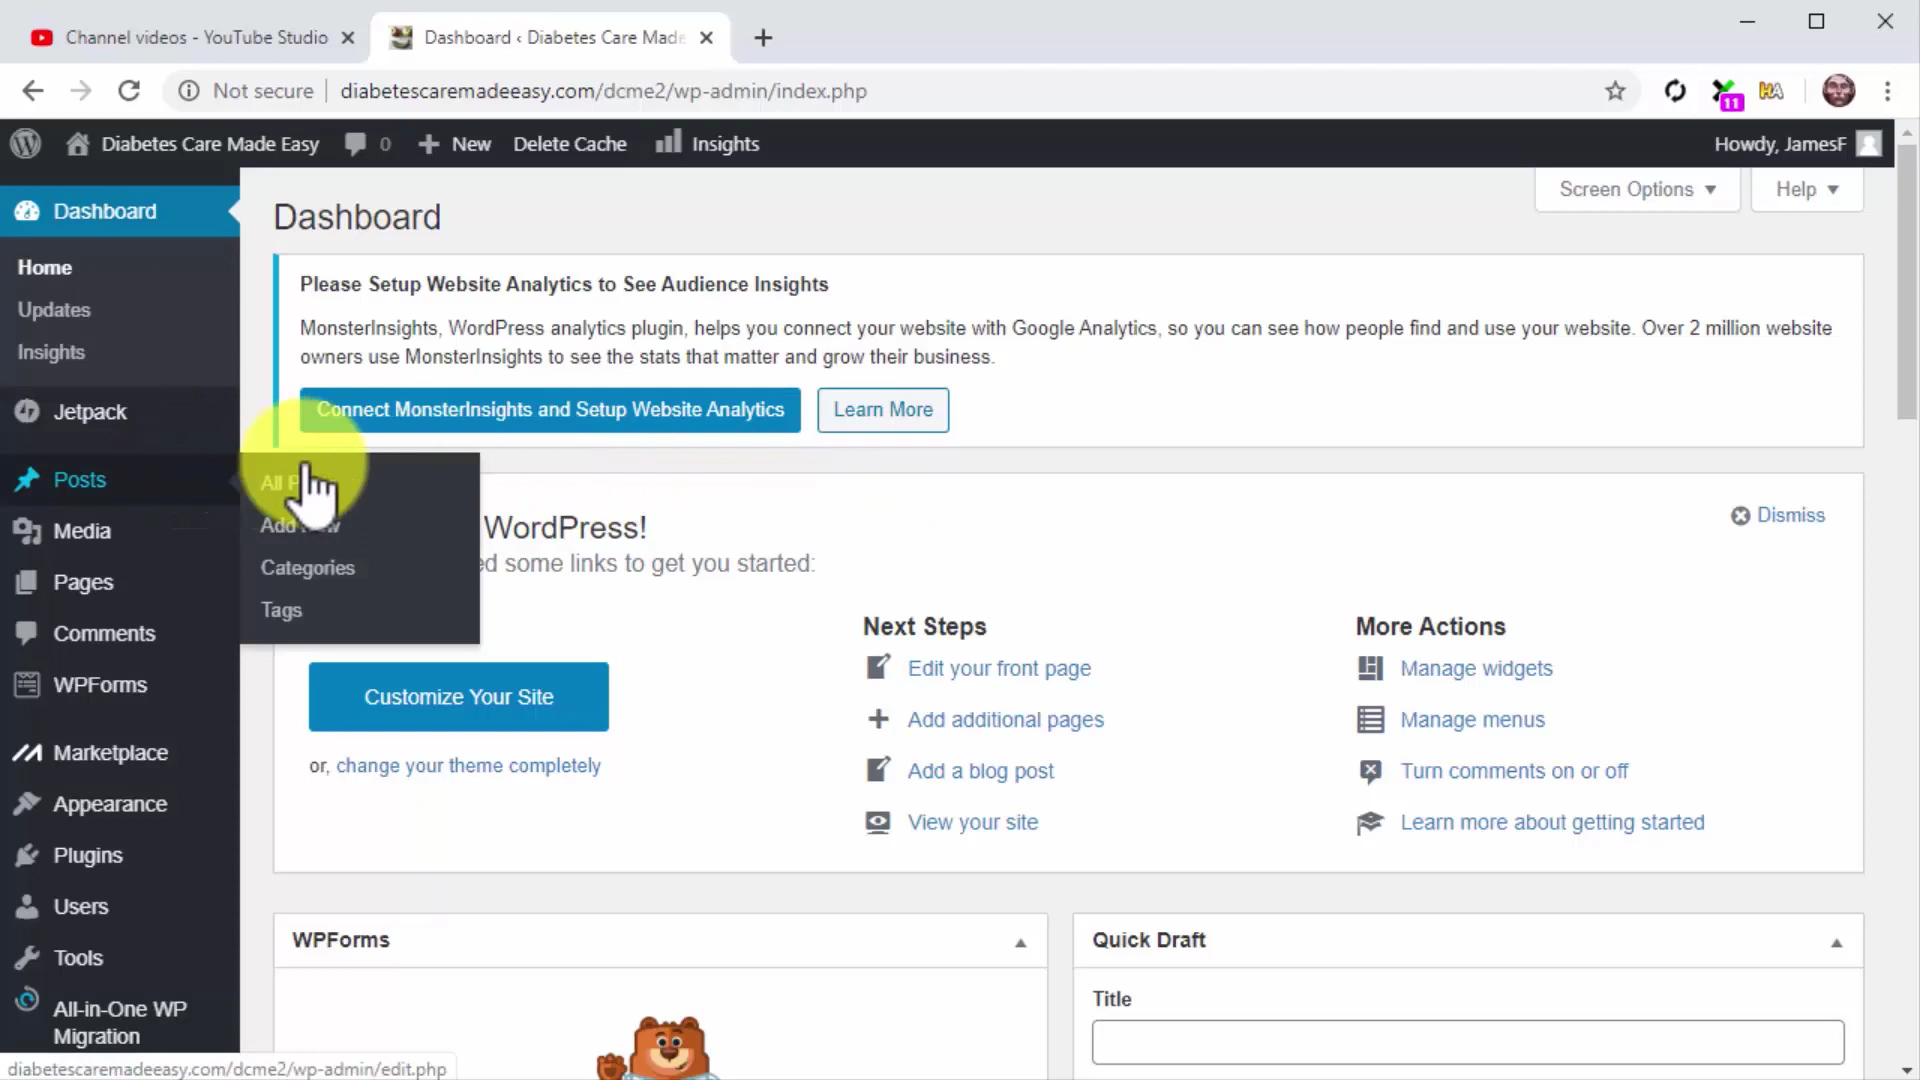 Channel videos - YouTube Studio
Dashboard ‹ Diabetes Care Made
Not secure
diabetescaremadeeasy.com/dcme2/wp-admin/index.php
11
HA
Diabetes Care Made Easy
0
New
Delete Cache
Insights
Howdy, JamesF
Screen Options
Help
Dashboard
Home
Updates
Insights
Jetpack
Posts
Media
Pages
Comments
WPForms
Marketplace
Appearance
Plugins
Users
Tools
All-in-One WP
Migration
All
Add
Categories
Tags
Dashboard
Please Setup Website Analytics to See Audience Insights
MonsterInsights, WordPress analytics plugin, helps you connect your website with Google Analytics, so you can see how people find and use your website. Over 2 million website
owners use MonsterInsights to see the stats that matter and grow their business.
Connect MonsterInsights and Setup Website Analytics
Learn More
WordPress!
some links to get you started:
Dismiss
Customize Your Site
or, change your theme completely
Next Steps
Edit your front page
Add additional pages
Add a blog post
View your site
More Actions
Manage widgets
Manage menus
Turn comments on or off
Learn more about getting started
WPForms
Quick Draft
Title
diabetescaremadeeasy.com/dcme2/wp-admin/edit.php